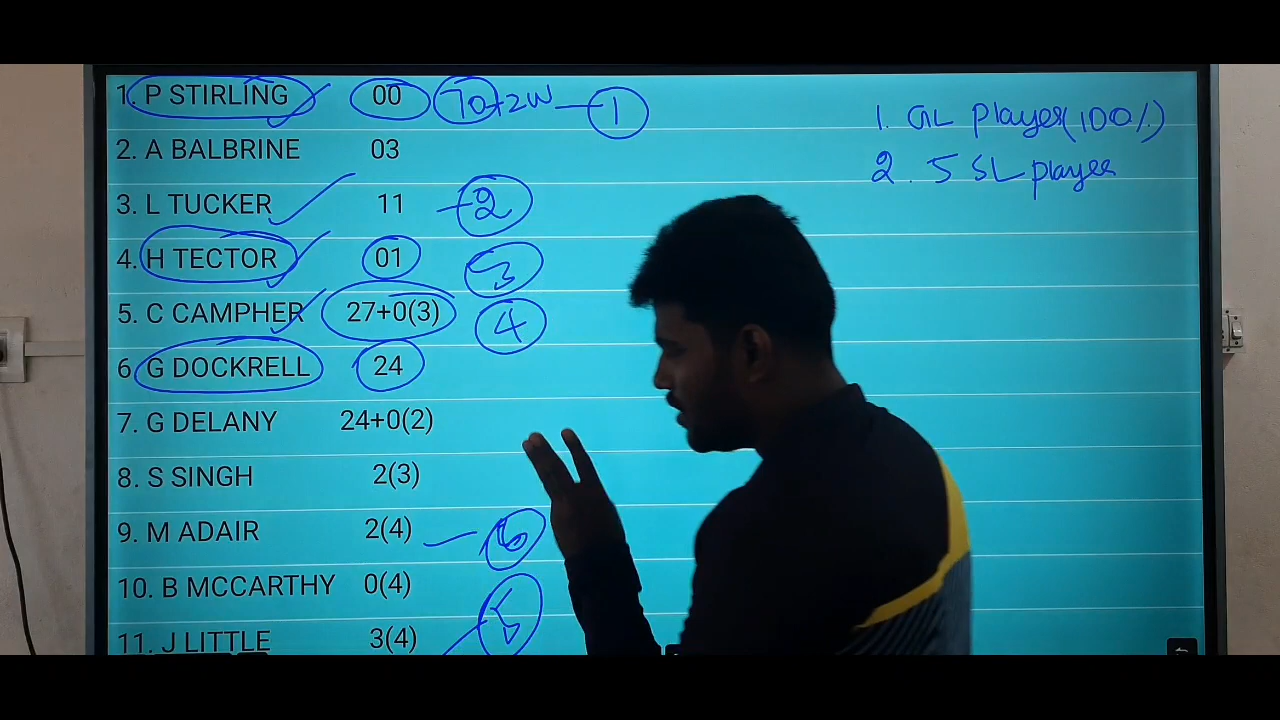 1. P STIRLING 00 70+2W — 1
2. A BALBRINE 03
3. L TUCKER 11 – 2
4. H TECTOR 01 3
5. C CAMPHER 27+0(3) 4
6 G DOCKRELL 24
7. G DELANY 24+0(2)
8. S SINGH 2(3)
9. M ADAIR 2(4) – 6
10. B MCCARTHY 0(4)
11. J LITTLE 3(4) – 5
1. GL Player(100%)
2. 5 SL player